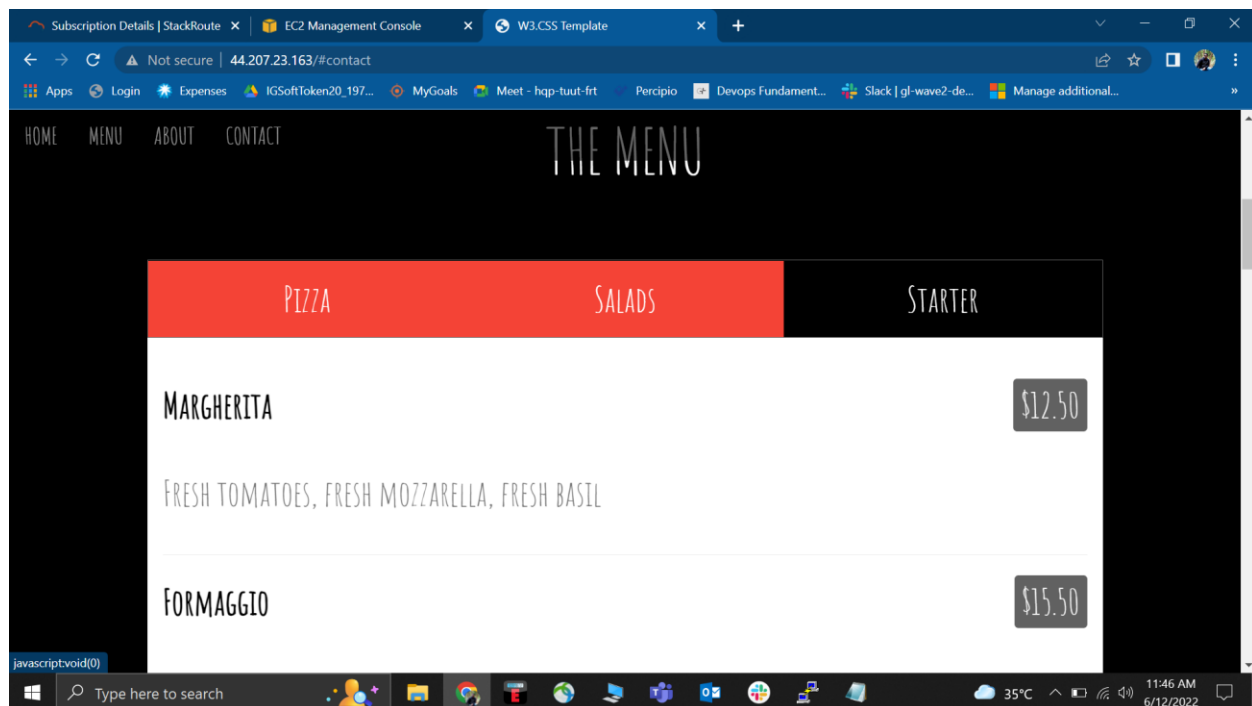 Subscription Details | StackRoute
EC2 Management Console
W3.CSS Template
Not secure | 44.207.23.163/#contact
Apps Login Expenses IGSoftToken20_197... MyGoals Meet - hqp-tuut-frt Percipio Devops Fundament... Slack | gl-wave2-de... Manage additional... »
HOME MENU ABOUT CONTACT
THE MENU
Pizza Salads Starter
Margherita $12.50
Fresh tomatoes, fresh mozzarella, fresh basil
Formaggio $15.50
javascript:void(0)
Type here to search
35°C
11:46 AM
6/12/2022